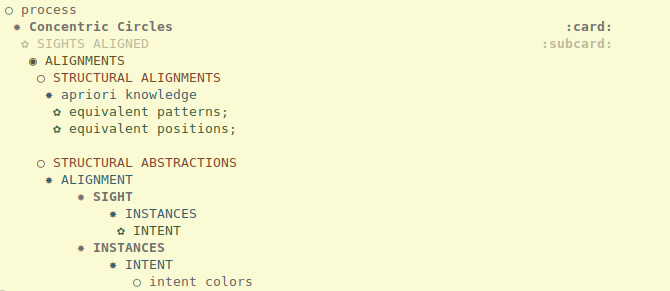 ○ process
✸ Concentric Circles :card:
✿ SIGHTS ALIGNED :subcard:
◉ ALIGNMENTS
○ STRUCTURAL ALIGNMENTS
✸ apriori knowledge
✿ equivalent patterns;
✿ equivalent positions;
○ STRUCTURAL ABSTRACTIONS
✸ ALIGNMENT
✸ SIGHT
✸ INSTANCES
✿ INTENT
✸ INSTANCES
✸ INTENT
○ intent colors